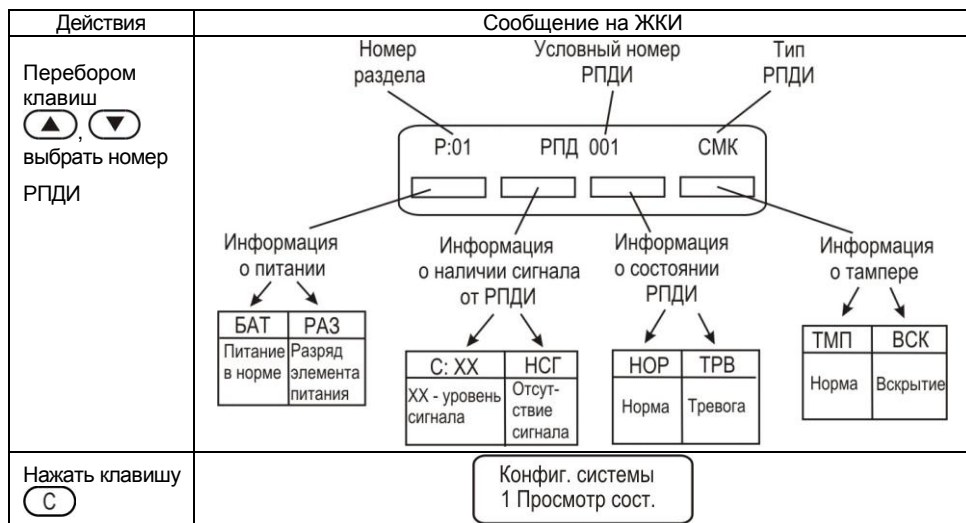 Действия
Сообщение на ЖКИ
Перебором
клавиш
▲, ▼
выбрать номер
РПДИ
Номер
раздела
Условный номер
РПДИ
Тип
РПДИ
Р:01 РПД 001 СМК
Информация
о питании
Информация
о наличии сигнала
от РПДИ
Информация
о состоянии
РПДИ
Информация
о тампере
БАТ РАЗ
Питание
в норме
Разряд
элемента
питания
С: ХХ НСГ
ХХ - уровень
сигнала
Отсут-
ствие
сигнала
НОР ТРВ
Норма
Тревога
ТМП ВСК
Норма
Вскрытие
Нажать клавишу
С
Конфиг. системы
1 Просмотр сост.